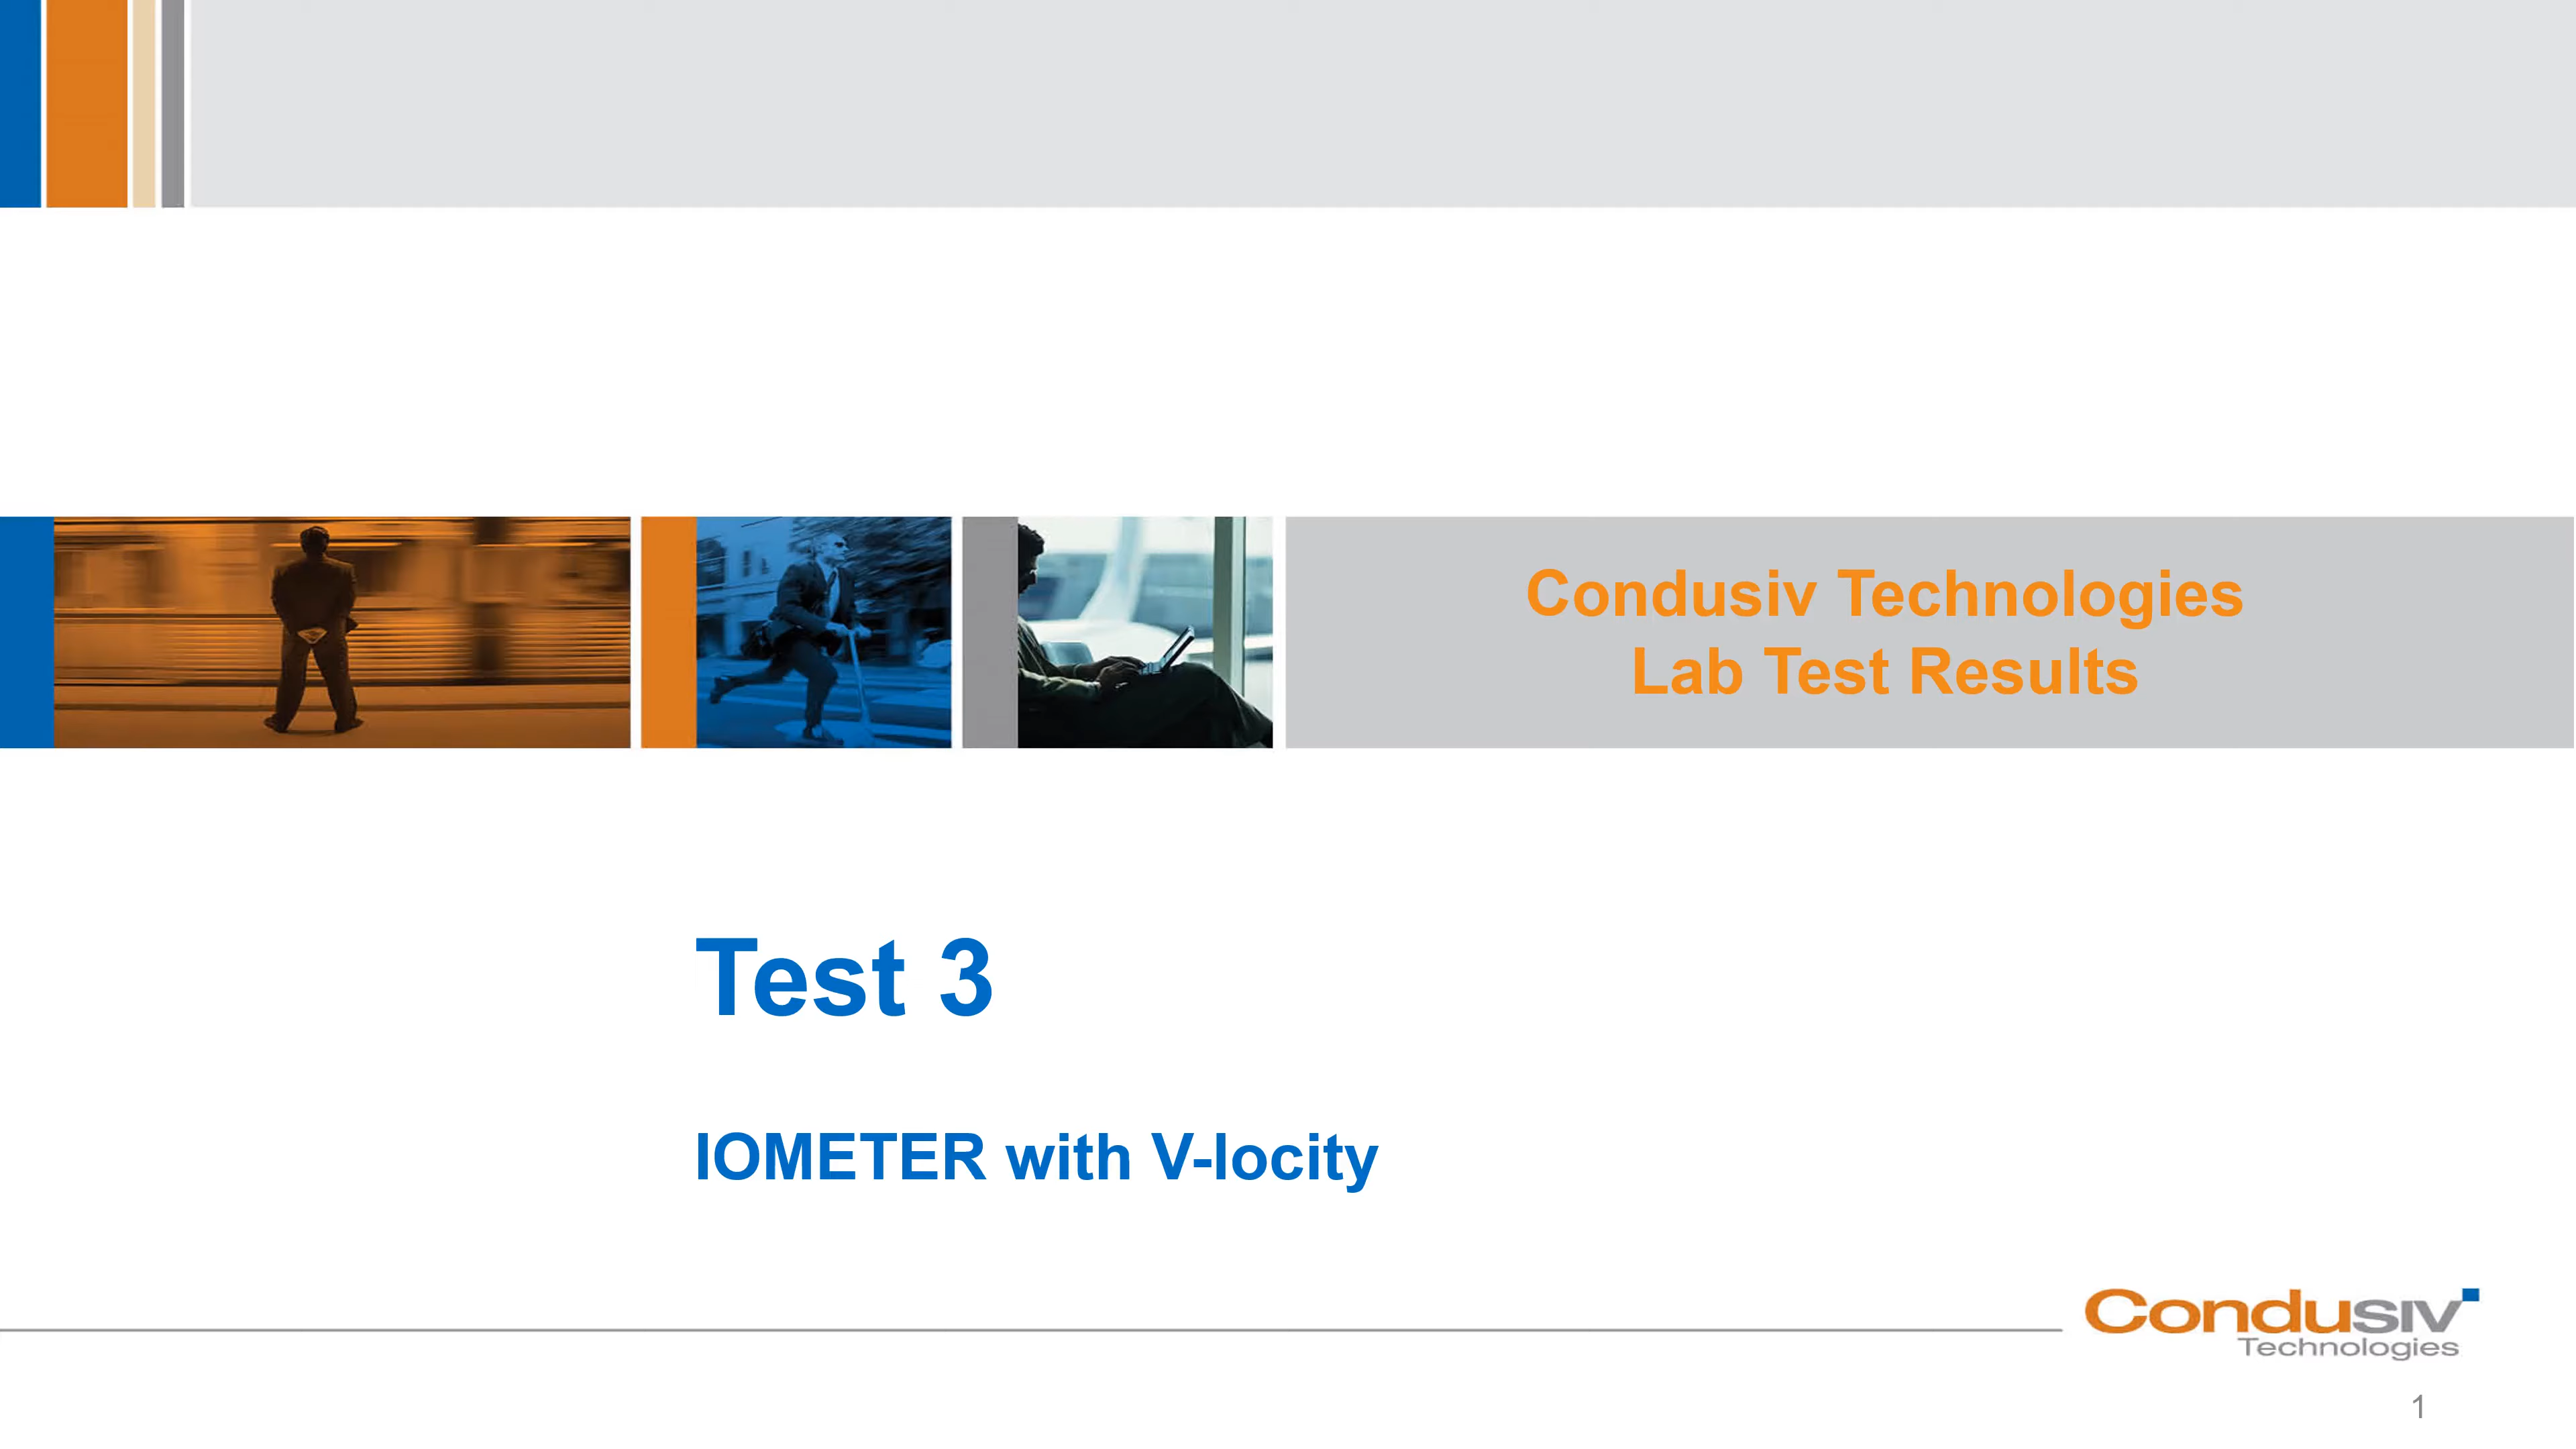 Condusiv Technologies
Lab Test Results
Test 3
IOMETER with V-locity
Condusiv
Technologies
1